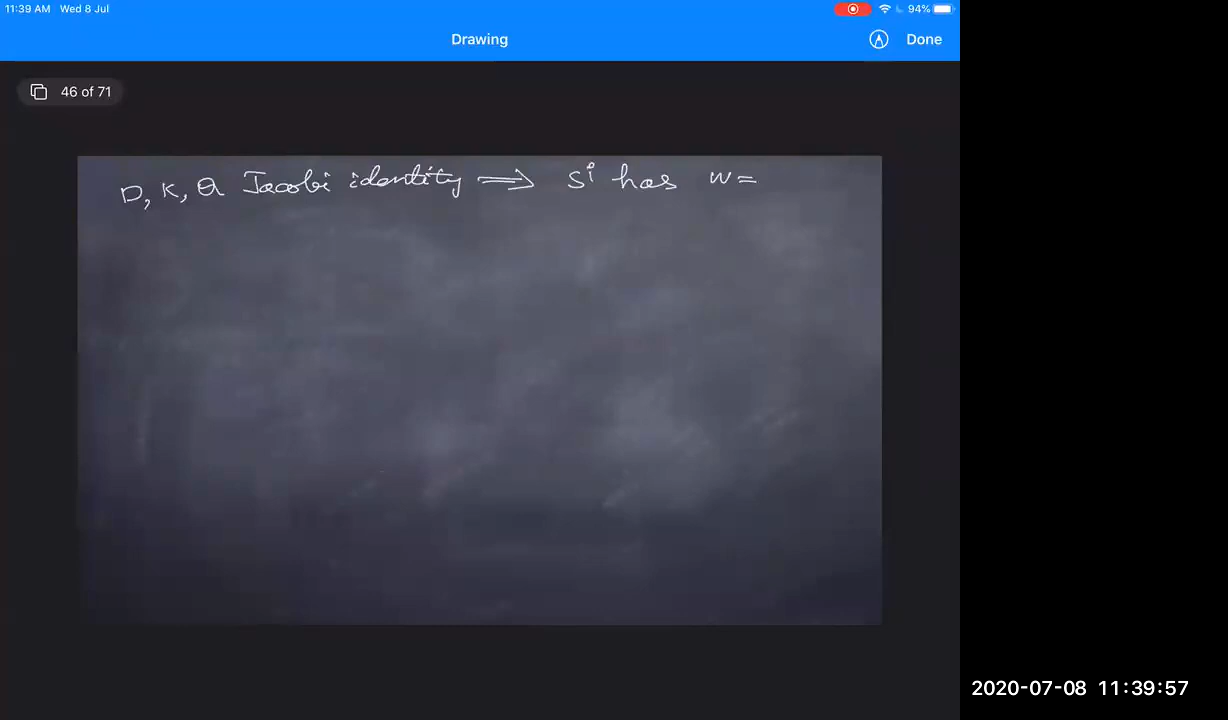 11:39 AM Wed 8 Jul 94%
Drawing Done
46 of 71
D, K, Q Jacobi identity ⟹ Sⁱ has w =
2020-07-08 11:39:57